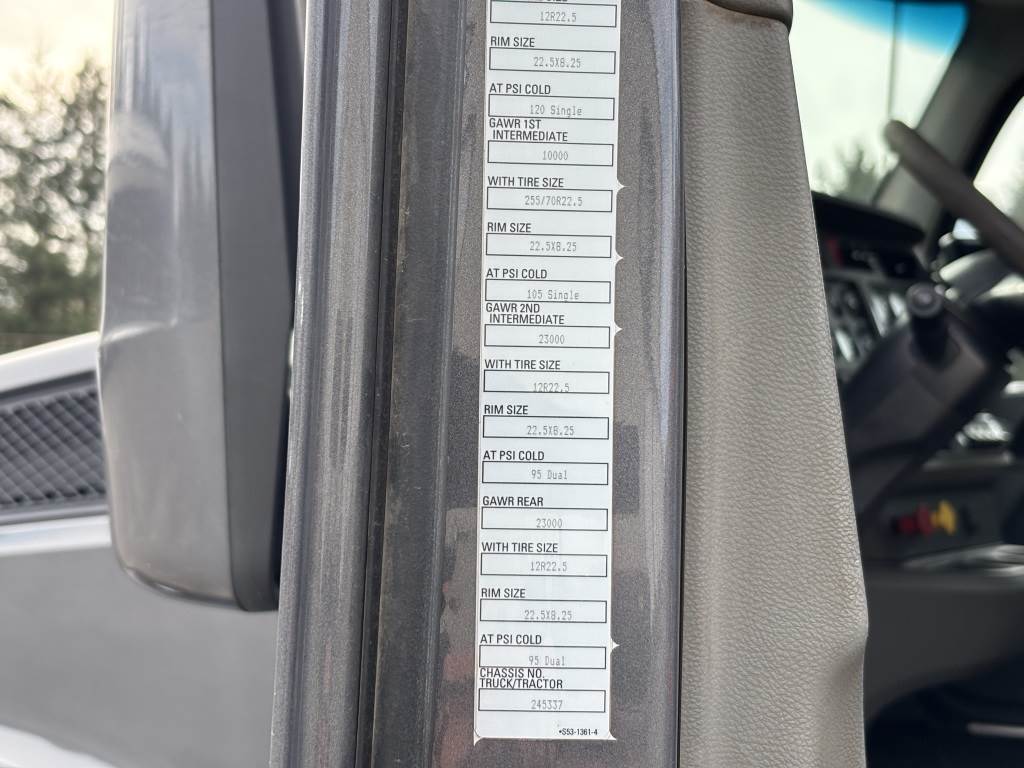 SIZE
12R22.5
RIM SIZE
22.5X8.25
AT PSI COLD
120 Single
GAWR 1ST
INTERMEDIATE
10000
WITH TIRE SIZE
255/70R22.5
RIM SIZE
22.5X8.25
AT PSI COLD
105 Single
GAWR 2ND
INTERMEDIATE
23000
WITH TIRE SIZE
12R22.5
RIM SIZE
22.5X8.25
AT PSI COLD
95 Dual
GAWR REAR
23000
WITH TIRE SIZE
12R22.5
RIM SIZE
22.5X8.25
AT PSI COLD
95 Dual
CHASSIS NO.
TRUCK/TRACTOR
245337
*S53-1361-4